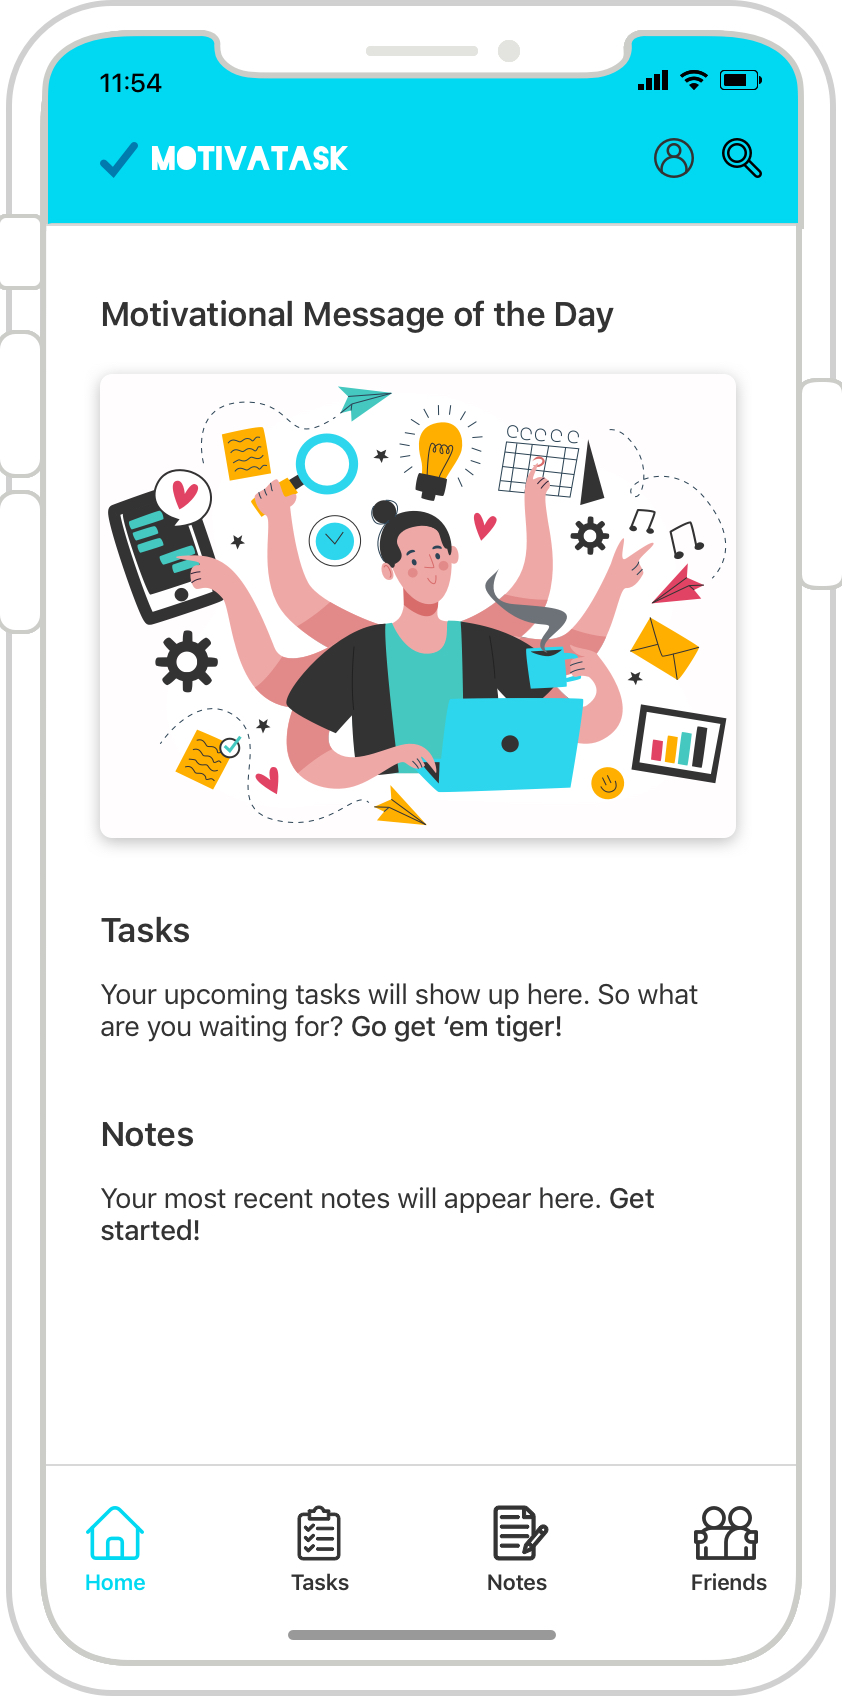 11:54
MOTIVATASK
Motivational Message of the Day
Tasks
Your upcoming tasks will show up here. So what
are you waiting for? Go get ‘em tiger!
Notes
Your most recent notes will appear here. Get
started!
Home
Tasks
Notes
Friends